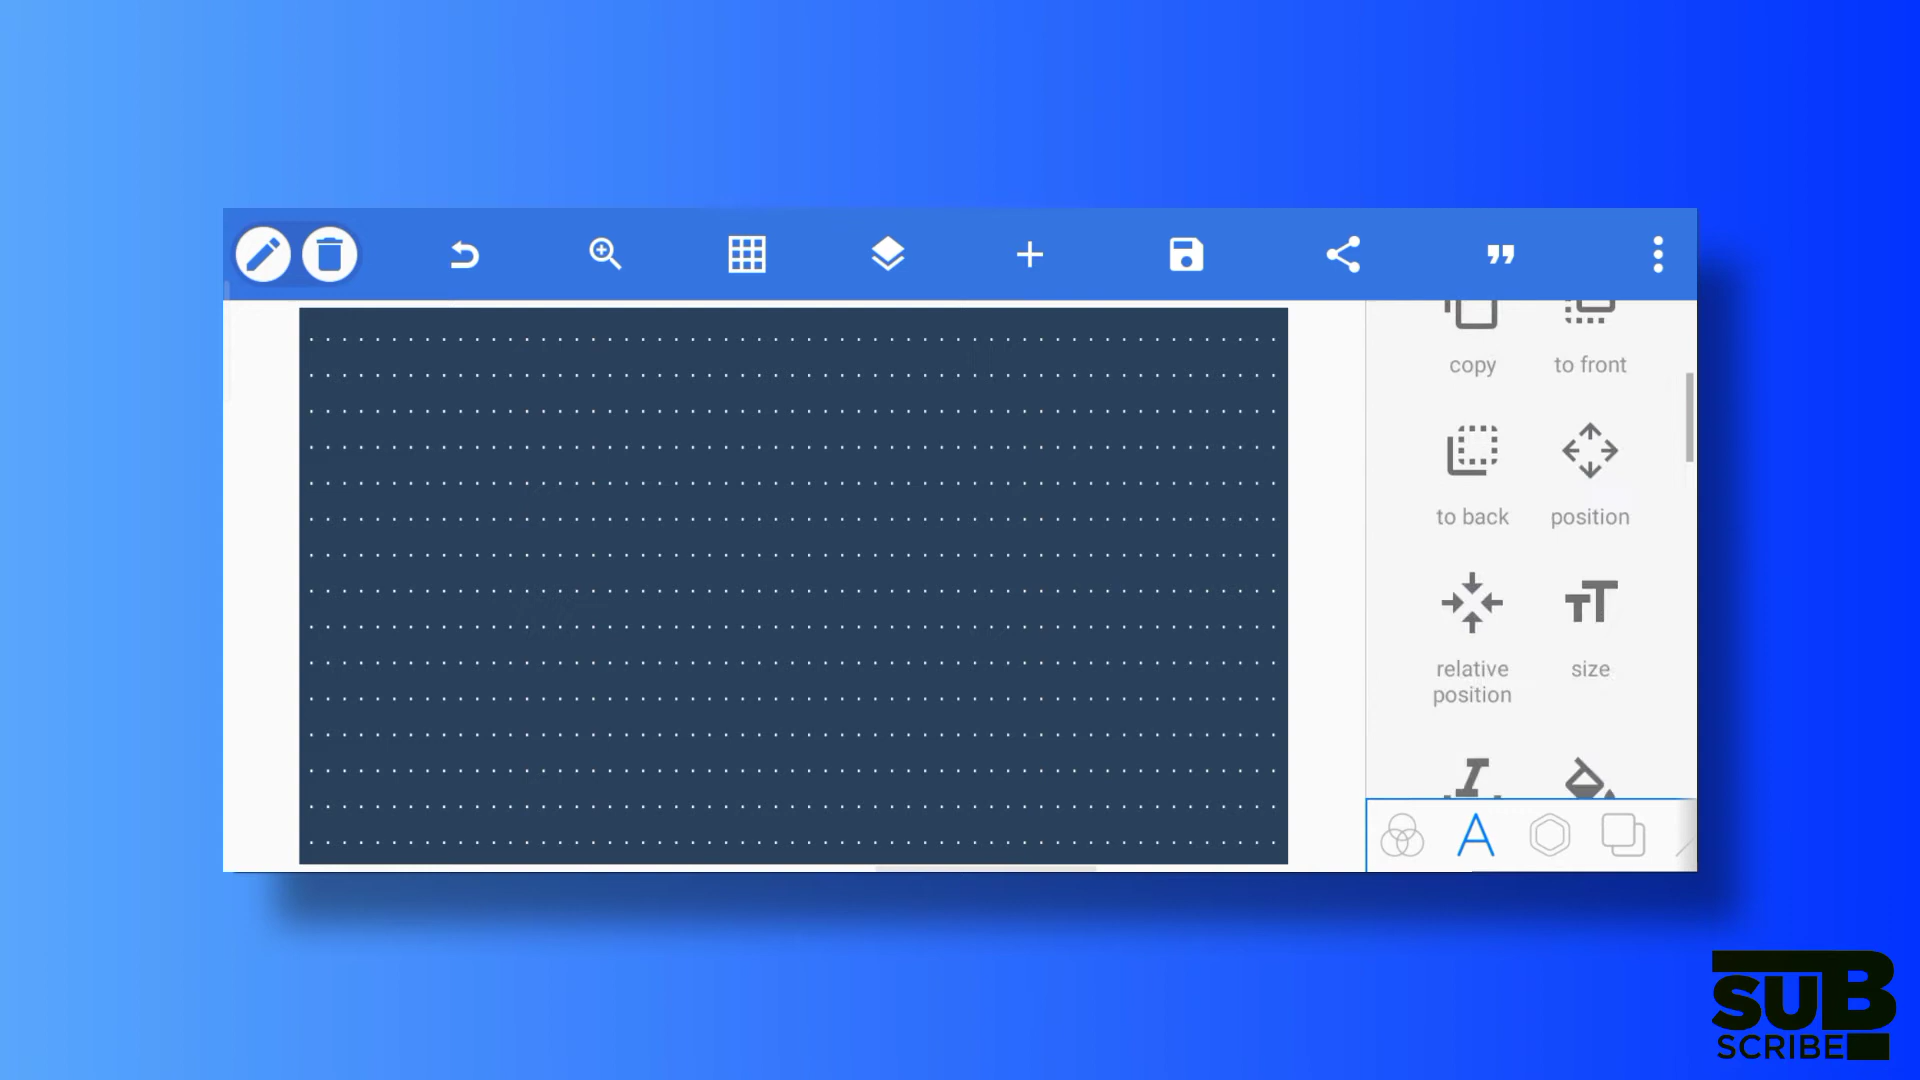 copy
to front
to back
position
relative
position
size
SUB
SCRIBE